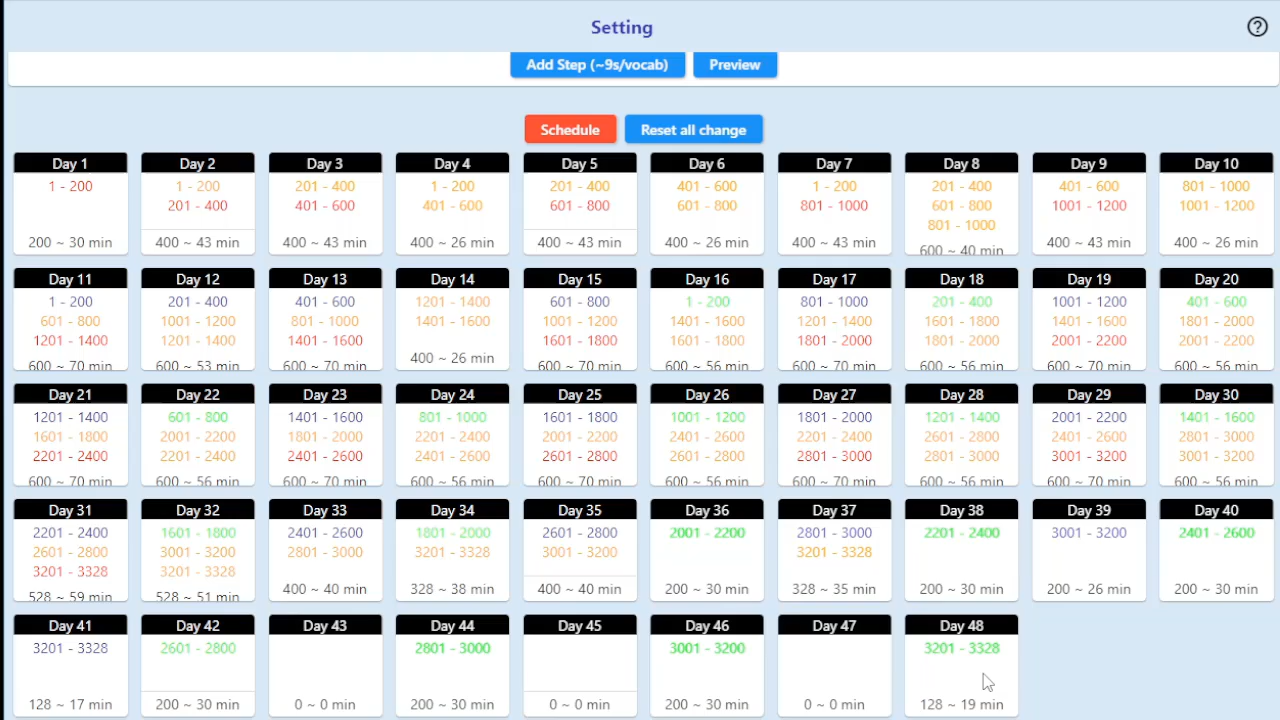 Setting
Add Step (~9s/vocab) Preview
Schedule Reset all change
Day 1 Day 2 Day 3 Day 4 Day 5 Day 6 Day 7 Day 8 Day 9 Day 10
1 - 200 1 - 200 201 - 400 1 - 200 201 - 400 401 - 600 1 - 200 201 - 400 401 - 600 801 - 1000
201 - 400 401 - 600 401 - 600 601 - 800 601 - 800 801 - 1000 601 - 800 1001 - 1200 1001 - 1200
801 - 1000
200 ~ 30 min 400 ~ 43 min 400 ~ 43 min 400 ~ 26 min 400 ~ 43 min 400 ~ 26 min 400 ~ 43 min 600 ~ 40 min 400 ~ 43 min 400 ~ 26 min
Day 11 Day 12 Day 13 Day 14 Day 15 Day 16 Day 17 Day 18 Day 19 Day 20
1 - 200 201 - 400 401 - 600 1201 - 1400 601 - 800 1 - 200 801 - 1000 201 - 400 1001 - 1200 401 - 600
601 - 800 1001 - 1200 801 - 1000 1401 - 1600 1001 - 1200 1401 - 1600 1201 - 1400 1601 - 1800 1401 - 1600 1801 - 2000
1201 - 1400 1201 - 1400 1401 - 1600 1601 - 1800 1601 - 1800 1801 - 2000 1801 - 2000 2001 - 2200 2001 - 2200
600 ~ 70 min 600 ~ 53 min 600 ~ 70 min 400 ~ 26 min 600 ~ 70 min 600 ~ 56 min 600 ~ 70 min 600 ~ 56 min 600 ~ 70 min 600 ~ 56 min
Day 21 Day 22 Day 23 Day 24 Day 25 Day 26 Day 27 Day 28 Day 29 Day 30
1201 - 1400 601 - 800 1401 - 1600 801 - 1000 1601 - 1800 1001 - 1200 1801 - 2000 1201 - 1400 2001 - 2200 1401 - 1600
1601 - 1800 2001 - 2200 1801 - 2000 2201 - 2400 2001 - 2200 2401 - 2600 2201 - 2400 2601 - 2800 2401 - 2600 2801 - 3000
2201 - 2400 2201 - 2400 2401 - 2600 2401 - 2600 2601 - 2800 2601 - 2800 2801 - 3000 2801 - 3000 3001 - 3200 3001 - 3200
600 ~ 70 min 600 ~ 56 min 600 ~ 70 min 600 ~ 56 min 600 ~ 70 min 600 ~ 56 min 600 ~ 70 min 600 ~ 56 min 600 ~ 70 min 600 ~ 56 min
Day 31 Day 32 Day 33 Day 34 Day 35 Day 36 Day 37 Day 38 Day 39 Day 40
2201 - 2400 1601 - 1800 2401 - 2600 1801 - 2000 2601 - 2800 2001 - 2200 2801 - 3000 2201 - 2400 3001 - 3200 2401 - 2600
2601 - 2800 3001 - 3200 2801 - 3000 3201 - 3328 3001 - 3200 3201 - 3328
3201 - 3328 3201 - 3328
528 ~ 59 min 528 ~ 51 min 400 ~ 40 min 328 ~ 38 min 400 ~ 40 min 200 ~ 30 min 328 ~ 35 min 200 ~ 30 min 200 ~ 26 min 200 ~ 30 min
Day 41 Day 42 Day 43 Day 44 Day 45 Day 46 Day 47 Day 48
3201 - 3328 2601 - 2800 2801 - 3000 3001 - 3200 3201 - 3328
128 ~ 17 min 200 ~ 30 min 0 ~ 0 min 200 ~ 30 min 0 ~ 0 min 200 ~ 30 min 0 ~ 0 min 128 ~ 19 min